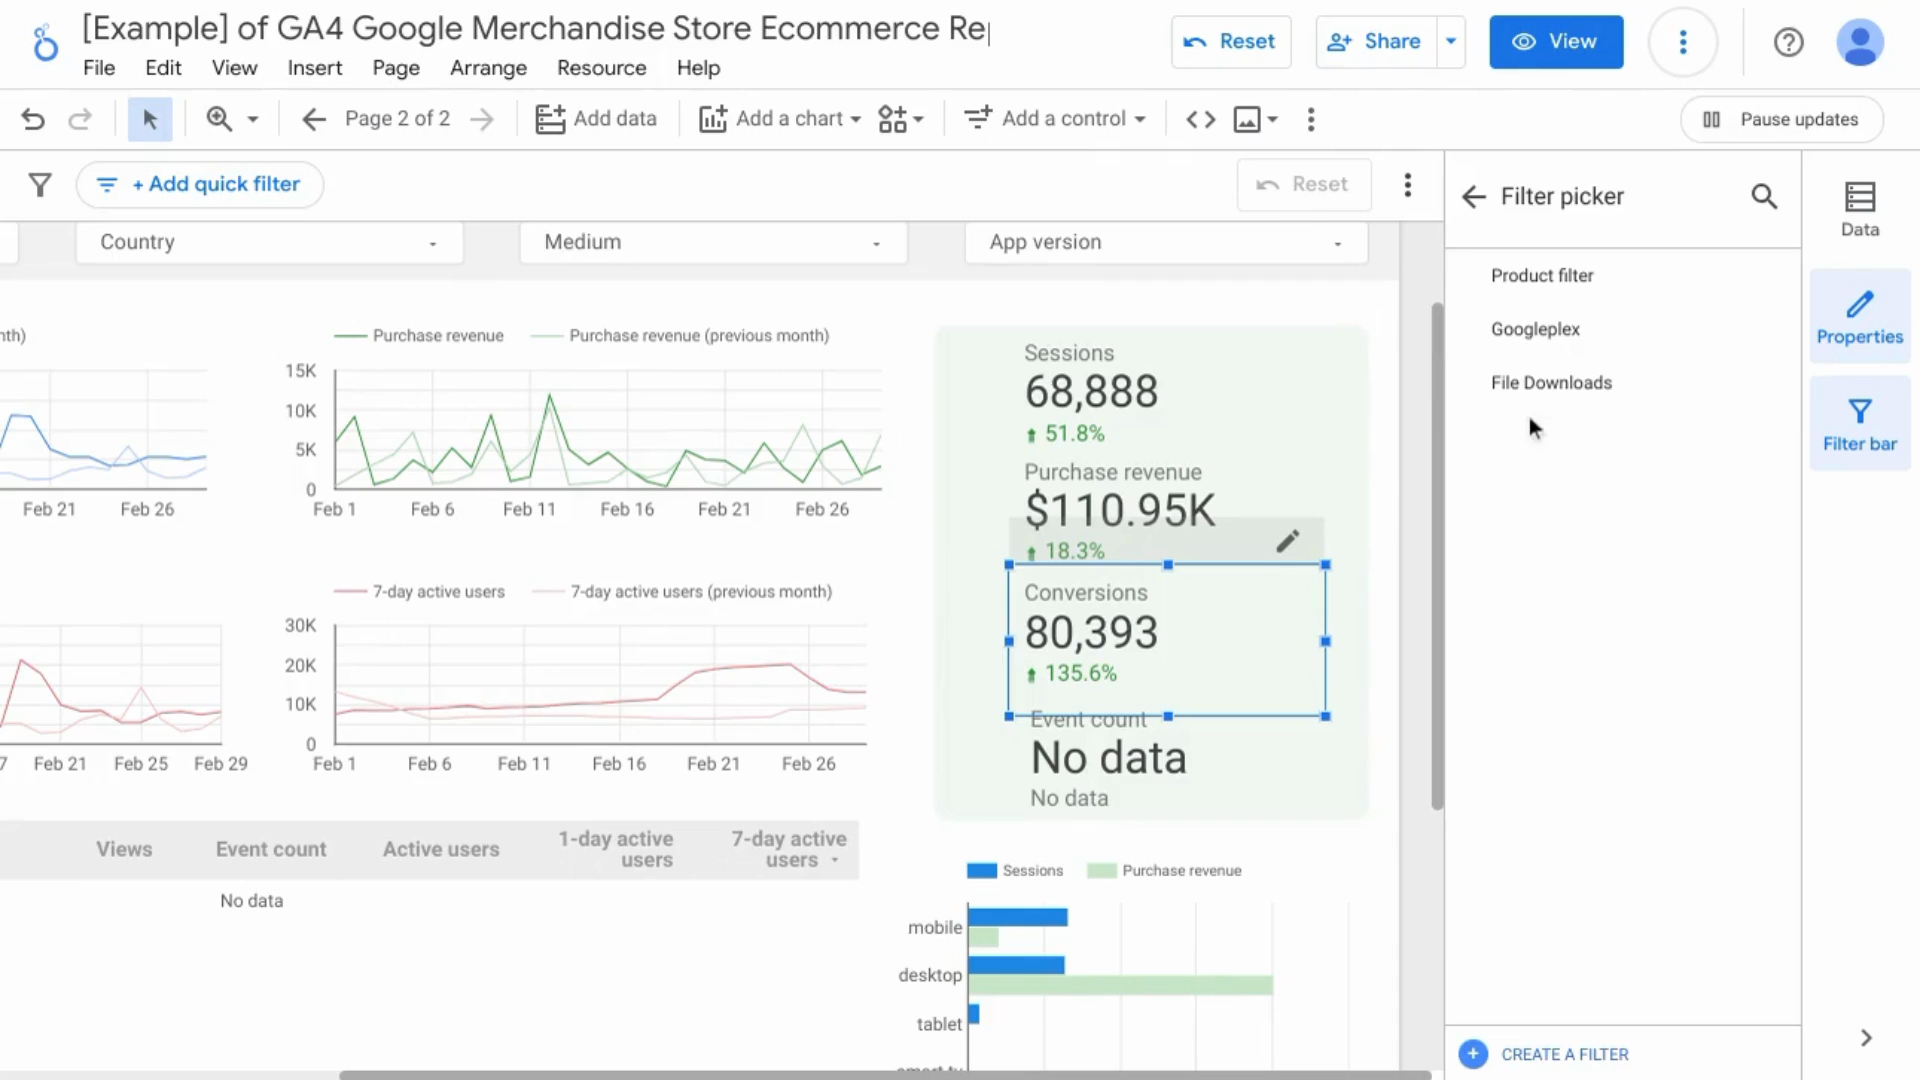 [Example] of GA4 Google Merchandise Store Ecommerce Re
Reset
Share
View
File Edit View Insert Page Arrange Resource Help
Page 2 of 2
Add data
Add a chart
Add a control
Pause updates
+ Add quick filter
Reset
Filter picker
Data
Country
Medium
App version
Product filter
Googleplex
File Downloads
Properties
Filter bar
nth)
Purchase revenue Purchase revenue (previous month)
15K
10K
5K
0
Feb 21 Feb 26
Feb 1 Feb 6 Feb 11 Feb 16 Feb 21 Feb 26
Sessions
68,888
51.8%
Purchase revenue
$110.95K
18.3%
Conversions
80,393
135.6%
Event count
No data
No data
7-day active users 7-day active users (previous month)
30K
20K
10K
0
7 Feb 21 Feb 25 Feb 29
Feb 1 Feb 6 Feb 11 Feb 16 Feb 21 Feb 26
Views Event count Active users 1-day active users 7-day active users
No data
Sessions Purchase revenue
mobile
desktop
tablet
smart tv
CREATE A FILTER